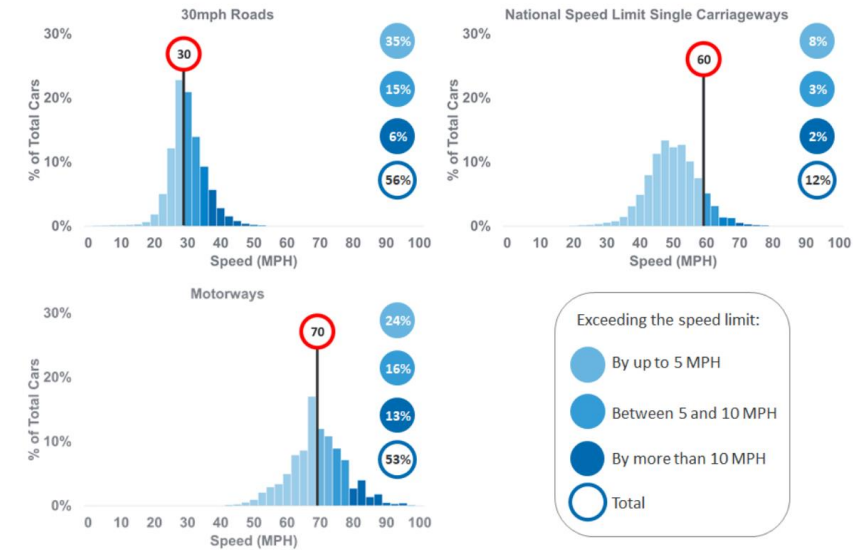 30mph Roads
30%
20%
10%
0%
% of Total Cars
30
35%
15%
6%
56%
0 10 20 30 40 50 60 70 80 90 100
Speed (MPH)
National Speed Limit Single Carriageways
30%
20%
10%
0%
% of Total Cars
60
8%
3%
2%
12%
0 10 20 30 40 50 60 70 80 90 100
Speed (MPH)
Motorways
30%
20%
10%
0%
% of Total Cars
70
24%
16%
13%
53%
0 10 20 30 40 50 60 70 80 90 100
Speed (MPH)
Exceeding the speed limit:
By up to 5 MPH
Between 5 and 10 MPH
By more than 10 MPH
Total